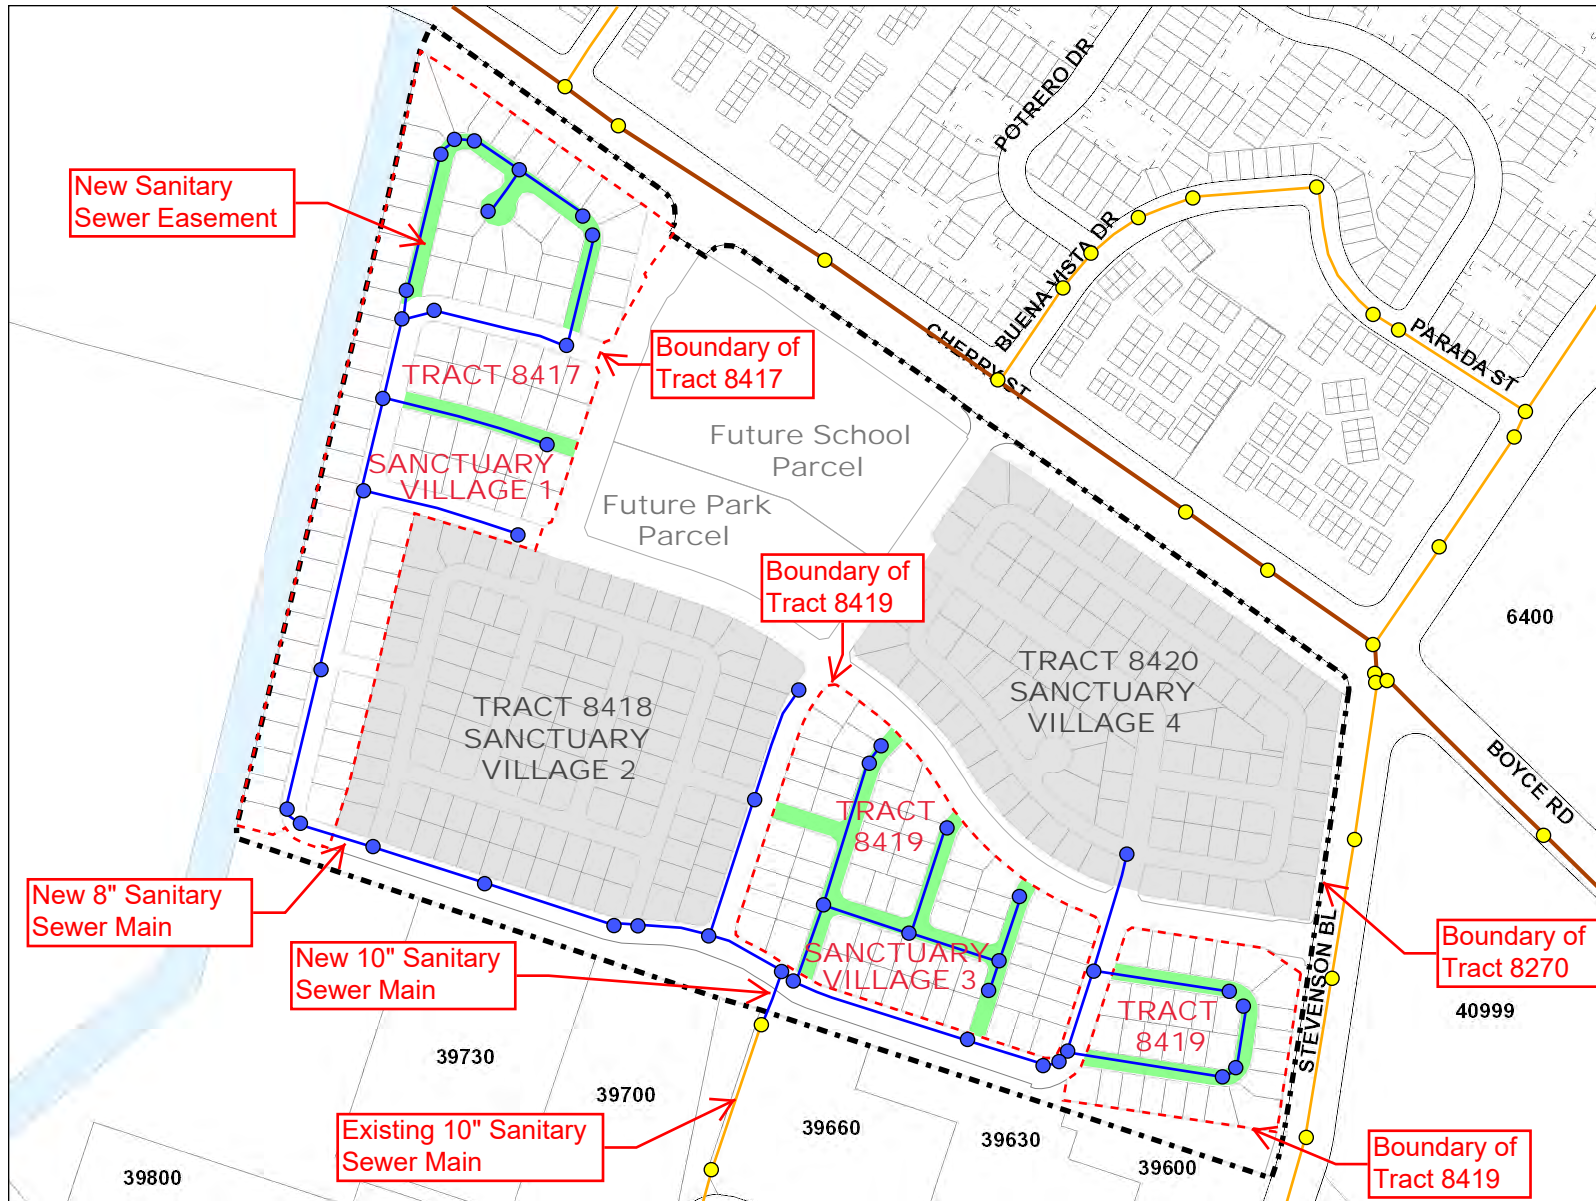 POTRERO DR
New Sanitary
Sewer Easement
BUENA VISTA DR
CHERRY ST
PARADA ST
Boundary of
Tract 8417
TRACT 8417
SANCTUARY
VILLAGE 1
Future School
Parcel
Future Park
Parcel
Boundary of
Tract 8419
6400
TRACT 8420
SANCTUARY
VILLAGE 4
TRACT 8418
SANCTUARY
VILLAGE 2
BOYCE RD
TRACT
8419
New 8" Sanitary
Sewer Main
New 10" Sanitary
Sewer Main
SANCTUARY
VILLAGE 3
STEVENSON BL
Boundary of
Tract 8270
TRACT
8419
40999
39730
39700
39660
39630
39600
39800
Existing 10" Sanitary
Sewer Main
Boundary of
Tract 8419